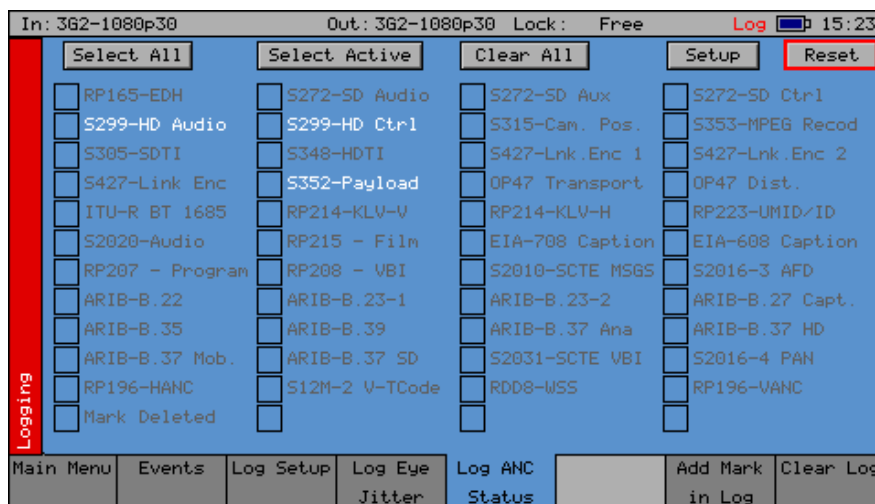 In: 3G2-1080p30 Out: 3G2-1080p30 Lock: Free Log 15:23
Select All Select Active Clear All Setup Reset
RP165-EDH S272-SD Audio S272-SD Aux S272-SD Ctrl
S299-HD Audio S299-HD Ctrl S315-Cam. Pos. S353-MPEG Recod
S305-SDTI S348-HDTI S427-Lnk.Enc 1 S427-Lnk.Enc 2
S427-Link Enc S352-Payload OP47 Transport OP47 Dist.
ITU-R BT 1685 RP214-KLV-V RP214-KLV-H RP223-UMID/ID
S2020-Audio RP215 - Film EIA-708 Caption EIA-608 Caption
RP207 - Program RP208 - VBI S2010-SCTE MSGS S2016-3 AFD
ARIB-B.22 ARIB-B.23-1 ARIB-B.23-2 ARIB-B.27 Capt.
ARIB-B.35 ARIB-B.39 ARIB-B.37 Ana ARIB-B.37 HD
ARIB-B.37 Mob. ARIB-B.37 SD S2031-SCTE VBI S2016-4 PAN
RP196-HANC S12M-2 V-TCode RDD8-WSS RP196-VANC
Mark Deleted
Logging
Main Menu Events Log Setup Log Eye Log ANC Add Mark Clear Log
Jitter Status in Log